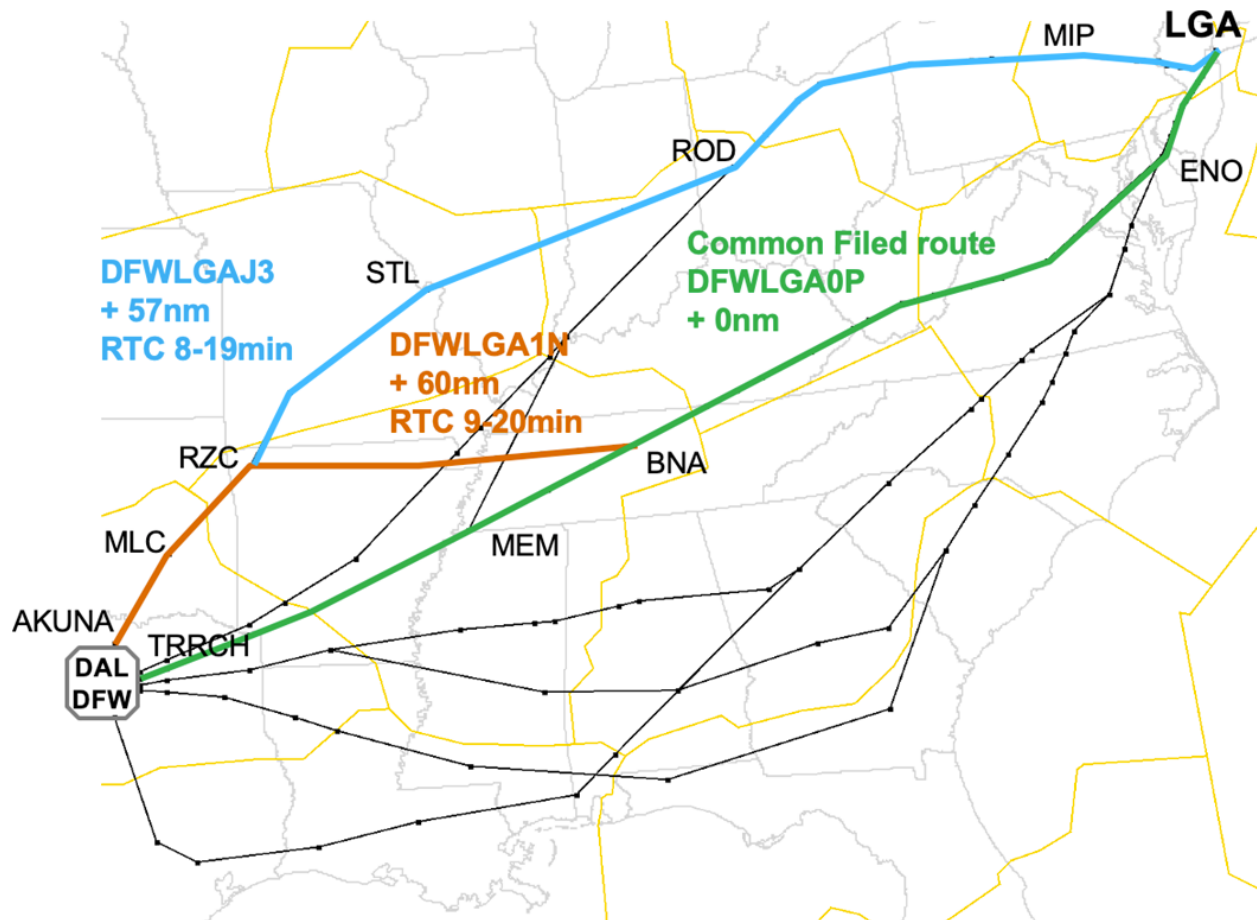 LGA
MIP
ROD
ENO
Common Filed route
DFWLGA0P
+ 0nm
DFWLGAJ3
+ 57nm
RTC 8-19min
STL
DFWLGA1N
+ 60nm
RTC 9-20min
RZC
BNA
MLC
MEM
AKUNA
TRRCH
DAL
DFW